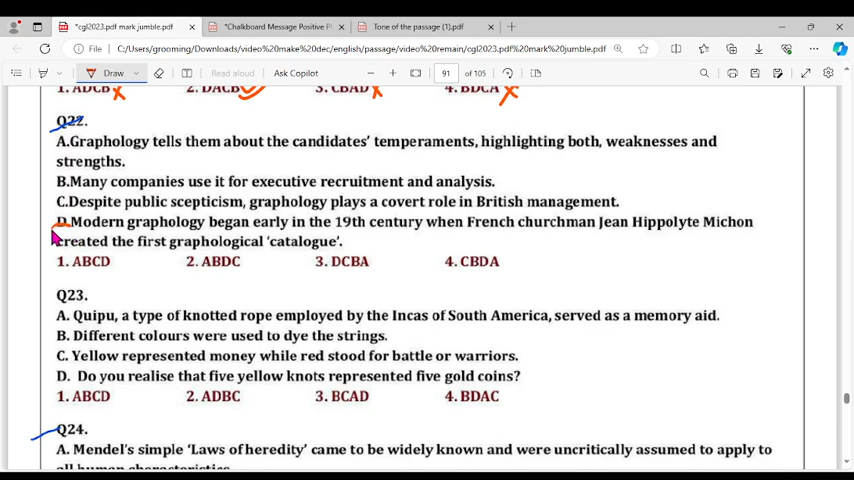 *cgl2023.pdf mark jumble.pdf
*Chalkboard Message Positive P
Tone of the passage (1).pdf
File
C:/Users/grooming/Downloads/video%20make%20dec/english/passage/video%20remain/cgl2023.pdf%20mark%20jumble.pdf
Draw
Read aloud
Ask Copilot
91 of 105
1. ADCB 2. DACB 3. CBAD 4. BDCA
Q22.
A.Graphology tells them about the candidates’ temperaments, highlighting both, weaknesses and
strengths.
B.Many companies use it for executive recruitment and analysis.
C.Despite public scepticism, graphology plays a covert role in British management.
D.Modern graphology began early in the 19th century when French churchman Jean Hippolyte Michon
created the first graphological ‘catalogue’.
1. ABCD 2. ABDC 3. DCBA 4. CBDA
Q23.
A. Quipu, a type of knotted rope employed by the Incas of South America, served as a memory aid.
B. Different colours were used to dye the strings.
C. Yellow represented money while red stood for battle or warriors.
D. Do you realise that five yellow knots represented five gold coins?
1. ABCD 2. ADBC 3. BCAD 4. BDAC
Q24.
A. Mendel’s simple ‘Laws of heredity’ came to be widely known and were uncritically assumed to apply to
all human characteristics.